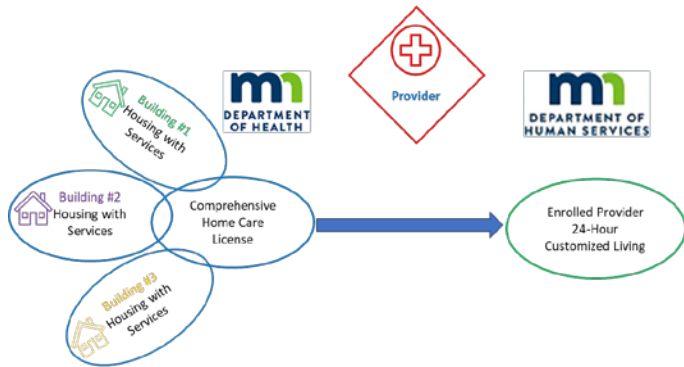 Building #1
Housing with
Services
Building #2
Housing with
Services
Building #3
Housing with
Services
Comprehensive
Home Care
License
mn
DEPARTMENT
OF HEALTH
Provider
mn
DEPARTMENT OF
HUMAN SERVICES
Enrolled Provider
24-Hour
Customized Living